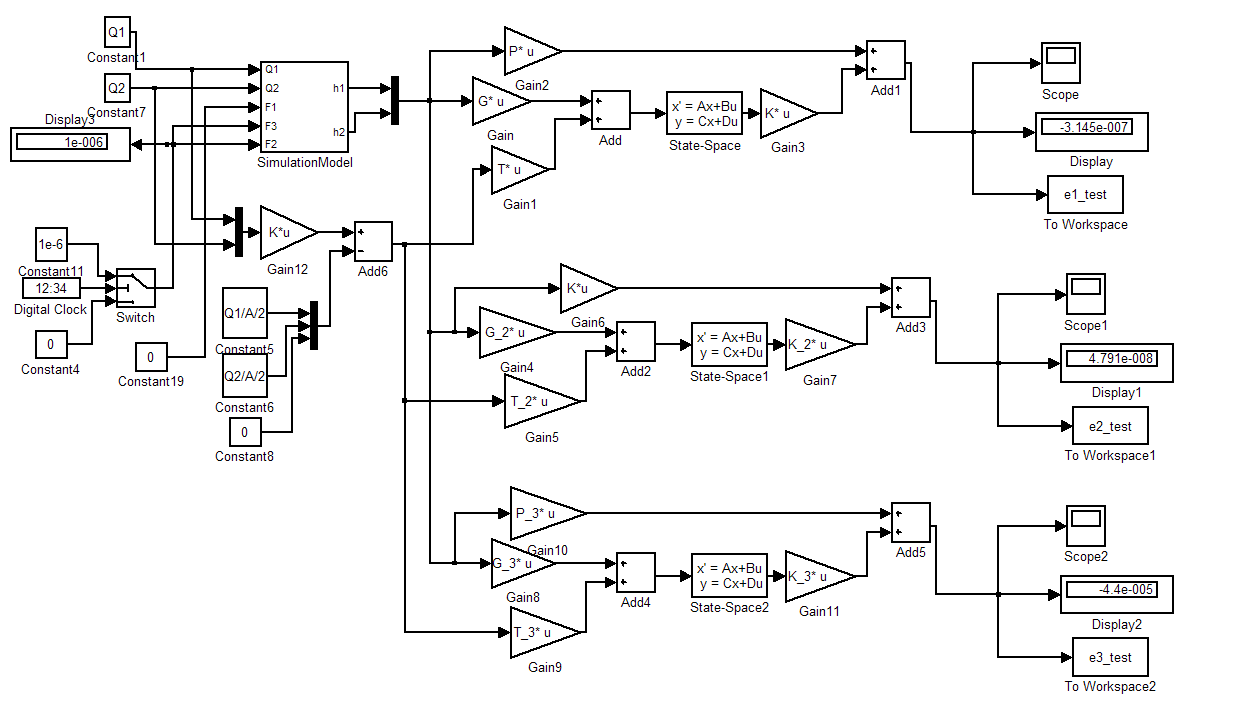 Q1
Constant1
Q2
Constant7
Display3
1e-006
Q1
Q2
F1
F3
F2
h1
h2
SimulationModel
P* u
Gain2
G* u
Gain
T* u
Gain1
+
+
Add
x' = Ax+Bu
y = Cx+Du
State-Space
K* u
Gain3
+
+
Add1
Scope
-3.145e-007
Display
e1_test
To Workspace
1e-6
Constant11
12:34
Digital Clock
0
Constant4
Switch
0
Constant19
K*u
Gain12
+
−
Add6
Q1/A/2
Constant5
Q2/A/2
Constant6
0
Constant8
K*u
Gain6
G_2* u
Gain4
T_2* u
Gain5
+
+
Add2
x' = Ax+Bu
y = Cx+Du
State-Space1
K_2* u
Gain7
+
+
Add3
Scope1
4.791e-008
Display1
e2_test
To Workspace1
P_3* u
Gain10
G_3* u
Gain8
T_3* u
Gain9
+
+
Add4
x' = Ax+Bu
y = Cx+Du
State-Space2
K_3* u
Gain11
+
+
Add5
Scope2
-4.4e-005
Display2
e3_test
To Workspace2